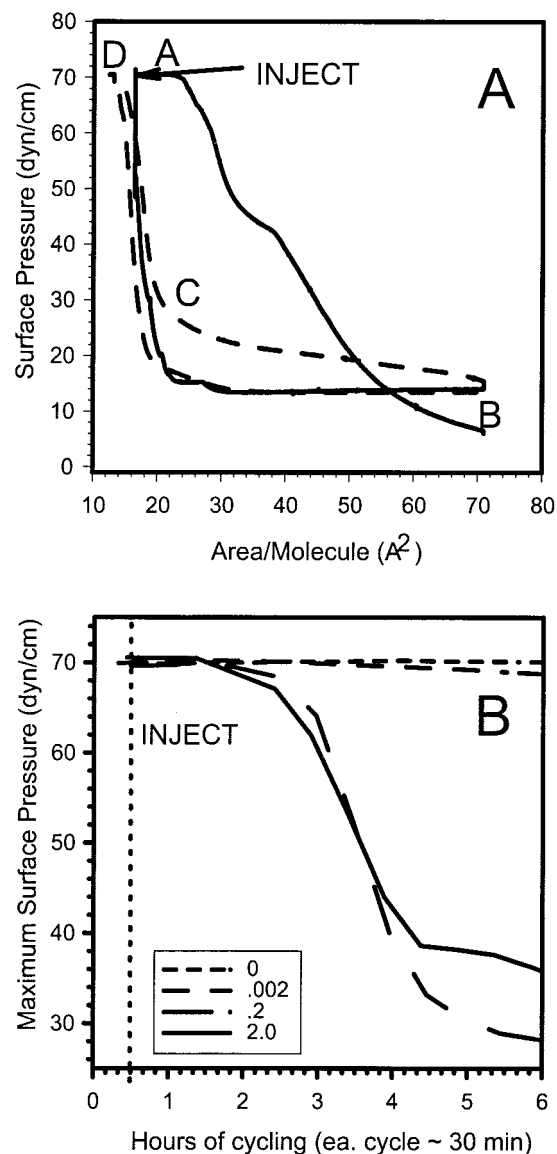 80
70
60
50
40
30
20
10
0
Surface Pressure (dyn/cm)
D
A
INJECT
A
C
B
10 20 30 40 50 60 70 80
Area/Molecule (A2)
70
60
50
40
30
Maximum Surface Pressure (dyn/cm)
INJECT
B
0
.002
.2
2.0
0 1 2 3 4 5 6
Hours of cycling (ea. cycle ~ 30 min)